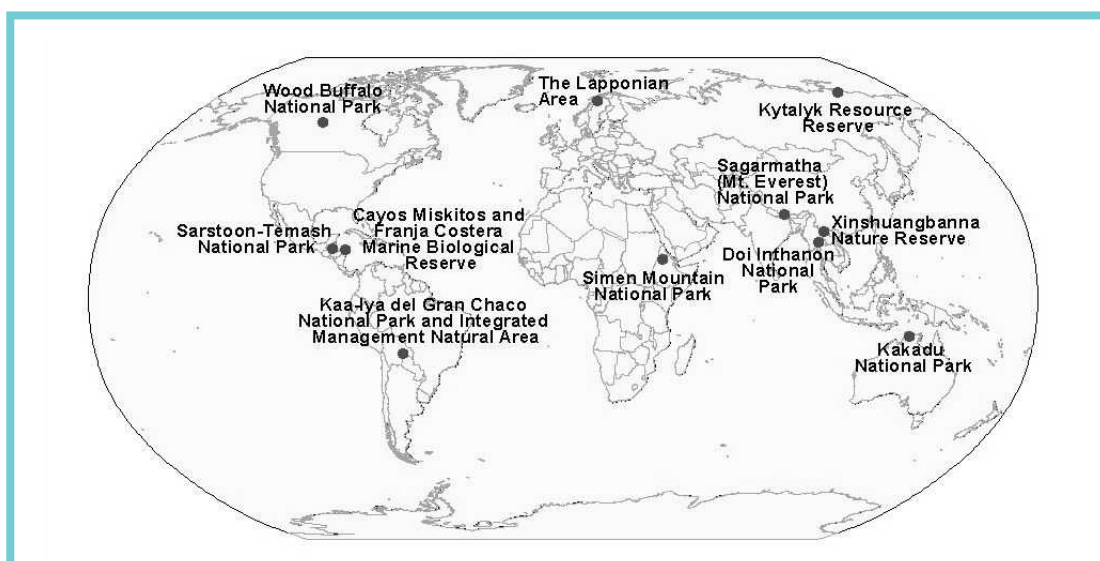 Wood Buffalo
National Park
The Lapponian
Area
Kytalyk Resource
Reserve
Sagarmatha
(Mt. Everest)
National Park
Xinshuangbanna
Nature Reserve
Doi Inthanon
National
Park
Sarstoon-Temash
National Park
Cayos Miskitos and
Franja Costera
Marine Biological
Reserve
Simen Mountain
National Park
Kaa-Iya del Gran Chaco
National Park and Integrated
Management Natural Area
Kakadu
National Park